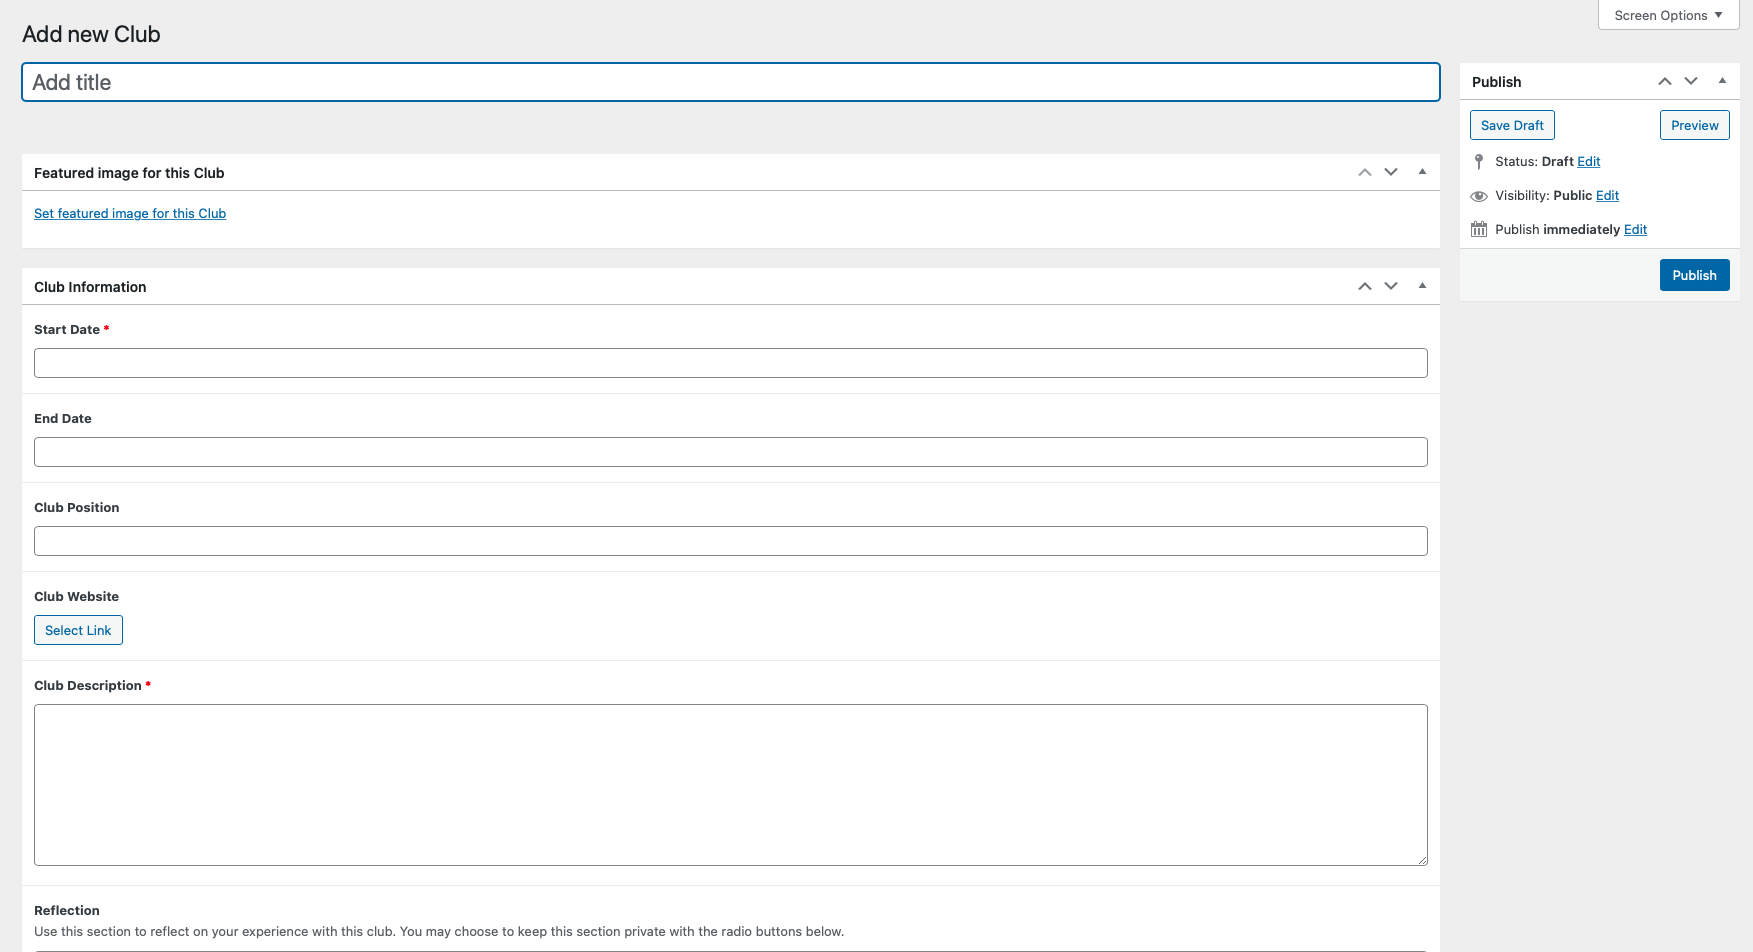 Screen Options
Add new Club
Add title
Publish
Save Draft
Preview
Status: Draft Edit
Visibility: Public Edit
Publish immediately Edit
Publish
Featured image for this Club
Set featured image for this Club
Club Information
Start Date *
End Date
Club Position
Club Website
Select Link
Club Description *
Reflection
Use this section to reflect on your experience with this club. You may choose to keep this section private with the radio buttons below.